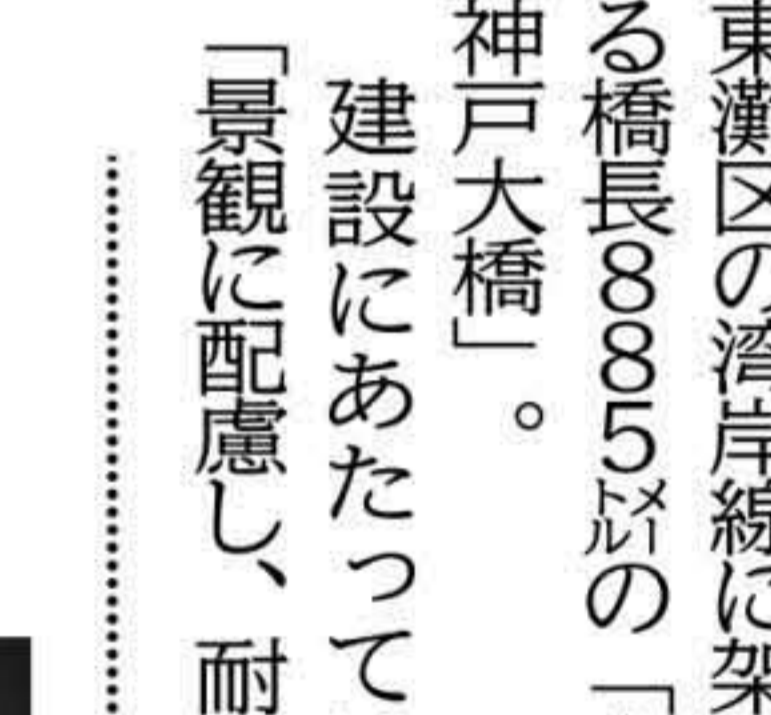 東灘区の湾岸線に架
る橋長885㍍の「
神戸大橋」。
建設にあたって
「景観に配慮し、耐